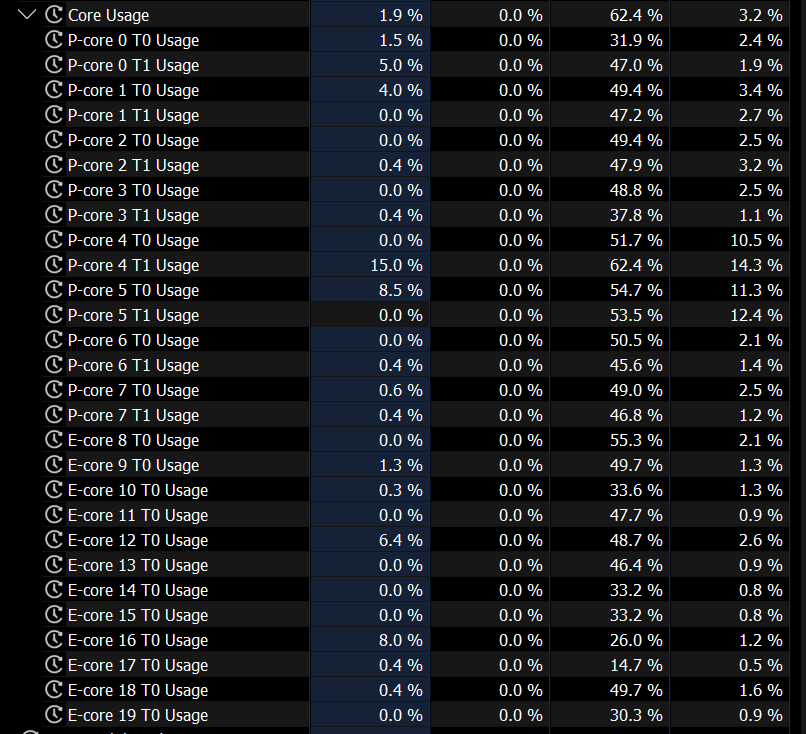 Core Usage 1.9 % 0.0 % 62.4 % 3.2 %
P-core 0 T0 Usage 1.5 % 0.0 % 31.9 % 2.4 %
P-core 0 T1 Usage 5.0 % 0.0 % 47.0 % 1.9 %
P-core 1 T0 Usage 4.0 % 0.0 % 49.4 % 3.4 %
P-core 1 T1 Usage 0.0 % 0.0 % 47.2 % 2.7 %
P-core 2 T0 Usage 0.0 % 0.0 % 49.4 % 2.5 %
P-core 2 T1 Usage 0.4 % 0.0 % 47.9 % 3.2 %
P-core 3 T0 Usage 0.0 % 0.0 % 48.8 % 2.5 %
P-core 3 T1 Usage 0.4 % 0.0 % 37.8 % 1.1 %
P-core 4 T0 Usage 0.0 % 0.0 % 51.7 % 10.5 %
P-core 4 T1 Usage 15.0 % 0.0 % 62.4 % 14.3 %
P-core 5 T0 Usage 8.5 % 0.0 % 54.7 % 11.3 %
P-core 5 T1 Usage 0.0 % 0.0 % 53.5 % 12.4 %
P-core 6 T0 Usage 0.0 % 0.0 % 50.5 % 2.1 %
P-core 6 T1 Usage 0.4 % 0.0 % 45.6 % 1.4 %
P-core 7 T0 Usage 0.6 % 0.0 % 49.0 % 2.5 %
P-core 7 T1 Usage 0.4 % 0.0 % 46.8 % 1.2 %
E-core 8 T0 Usage 0.0 % 0.0 % 55.3 % 2.1 %
E-core 9 T0 Usage 1.3 % 0.0 % 49.7 % 1.3 %
E-core 10 T0 Usage 0.3 % 0.0 % 33.6 % 1.3 %
E-core 11 T0 Usage 0.0 % 0.0 % 47.7 % 0.9 %
E-core 12 T0 Usage 6.4 % 0.0 % 48.7 % 2.6 %
E-core 13 T0 Usage 0.0 % 0.0 % 46.4 % 0.9 %
E-core 14 T0 Usage 0.0 % 0.0 % 33.2 % 0.8 %
E-core 15 T0 Usage 0.0 % 0.0 % 33.2 % 0.8 %
E-core 16 T0 Usage 8.0 % 0.0 % 26.0 % 1.2 %
E-core 17 T0 Usage 0.4 % 0.0 % 14.7 % 0.5 %
E-core 18 T0 Usage 0.4 % 0.0 % 49.7 % 1.6 %
E-core 19 T0 Usage 0.0 % 0.0 % 30.3 % 0.9 %